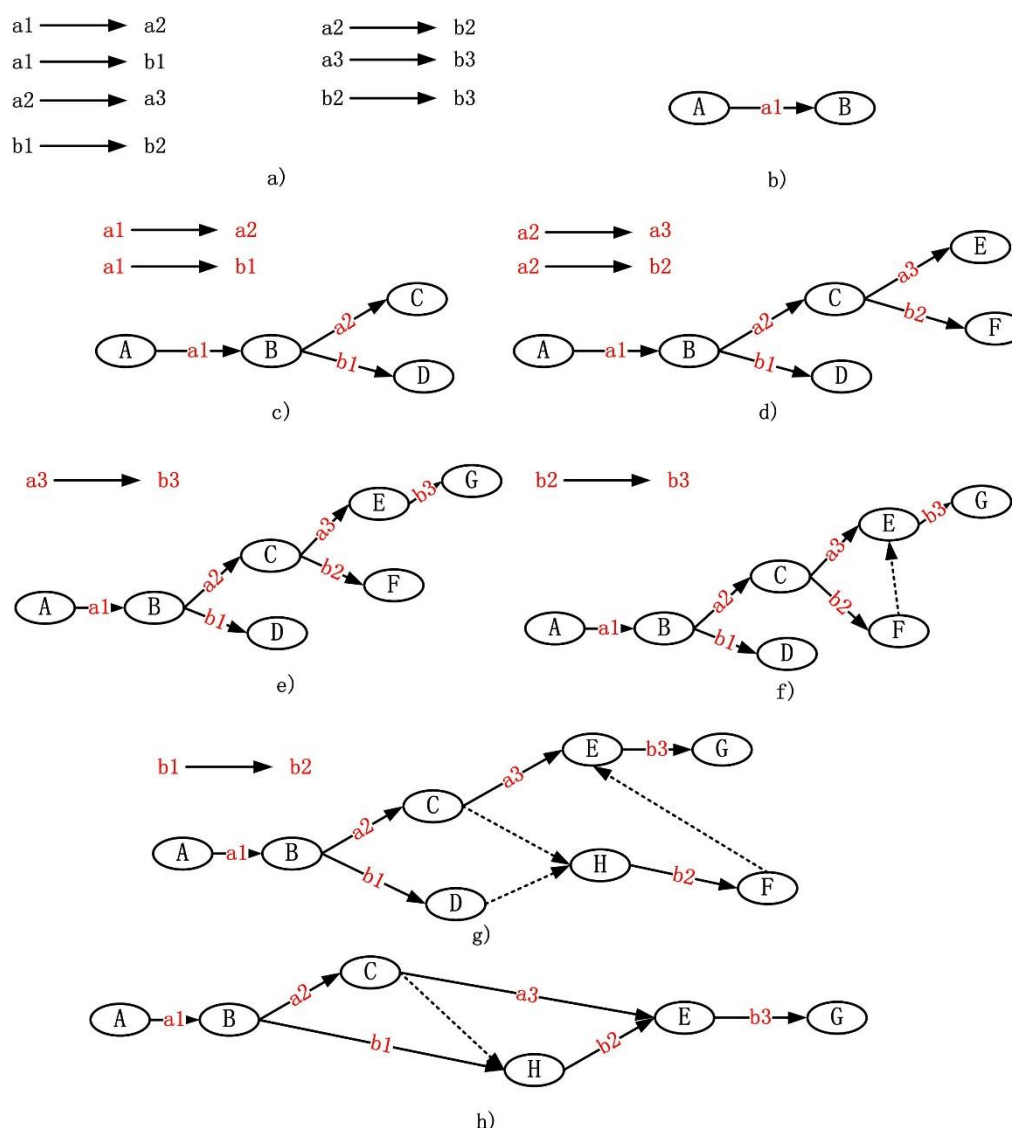 a1 a2
a1 b1
a2 a3
b1 b2
a2 b2
a3 b3
b2 b3
a)
A a1 B
b)
a1 a2
a1 b1
A a1 B a2 C b1 D
c)
a2 a3
a2 b2
A a1 B a2 C a3 E b2 F b1 D
d)
a3 b3
A a1 B a2 C a3 E b3 G b2 F b1 D
e)
b2 b3
A a1 B a2 C a3 E b3 G b2 F b1 D
f)
b1 b2
A a1 B a2 C a3 E b3 G b1 D H b2 F
g)
A a1 B a2 C a3 E b3 G b1 H b2
h)